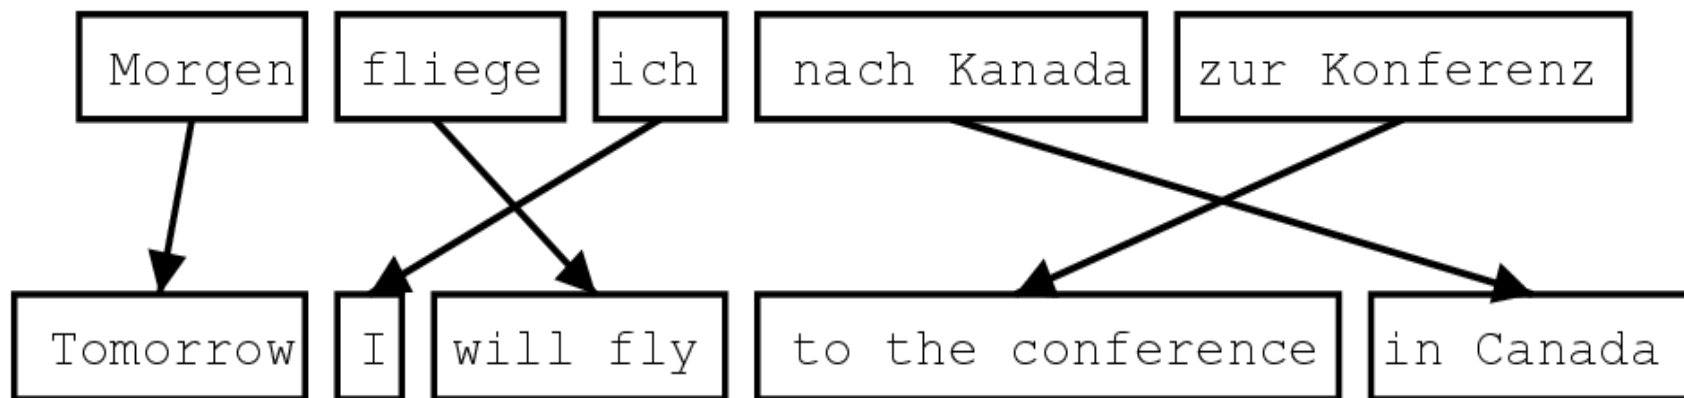 Morgen fliege ich nach Kanada zur Konferenz
Tomorrow I will fly to the conference in Canada